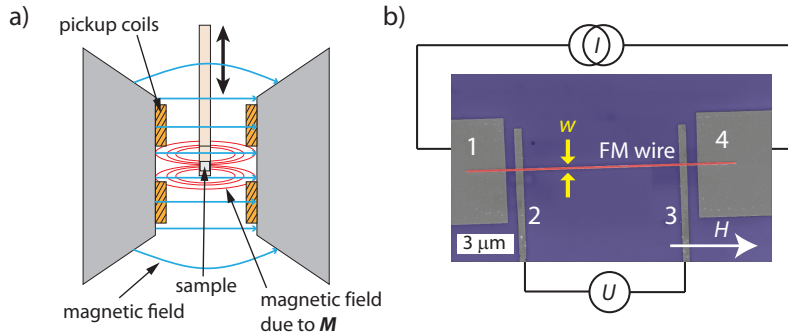 a)
pickup coils
magnetic field
sample
magnetic field
due to M
b)
I
w
FM wire
1
4
2
3
H
3 μm
U